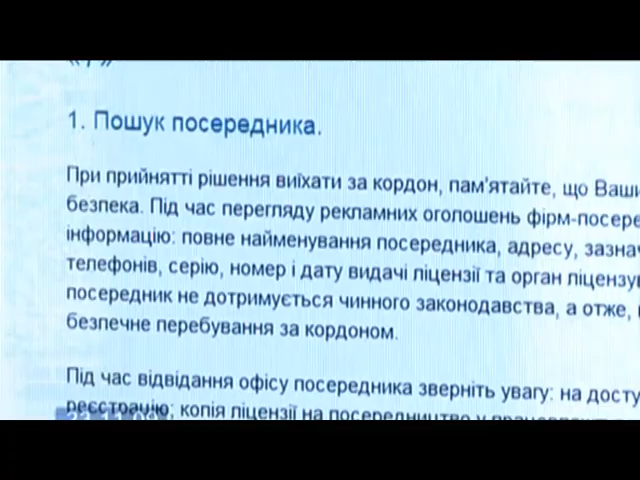 1. Пошук посередника.
При прийнятті рішення виїхати за кордон, пам'ятайте, що Ваши
безпека. Під час перегляду рекламних оголошень фірм-посере
інформацію: повне найменування посередника, адресу, зазнач
телефонів, серію, номер і дату видачі ліцензії та орган ліцензув
посередник не дотримується чинного законодавства, а отже,
безпечне перебування за кордоном.
Під час відвідання офісу посередника зверніть увагу: на досту
реєстрацію; копія ліцензії на посередництво у